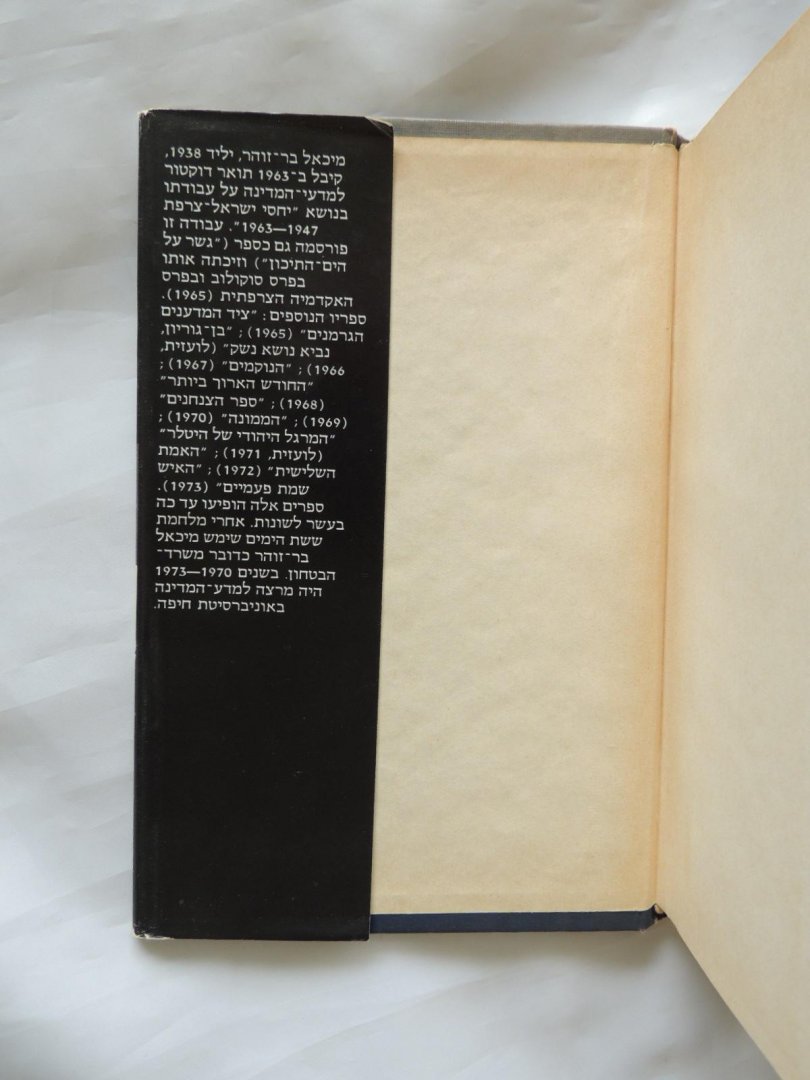 מיכאל בר־זוהר, יליד 1938,
קיבל ב־1963 תואר דוקטור
למדעי־המדינה על עבודתו
בנושא "יחסי ישראל־צרפת
1947—1963". עבודה זו
פורסמה גם כספר ("גשר על
הים־התיכון") וזיכתה אותו
בפרס סוקולוב ובפרס
האקדמיה הצרפתית (1965).
ספריו הנוספים: "ציד המדענים
הגרמנים" (1965); "בן־גוריון,
נביא נושא נשק" (לועזית,
1966); "הנוקמים" (1967);
"החודש הארוך ביותר"
(1968); "ספר הצנחנים"
(1969); "הממונה" (1970);
"המרגל היהודי של היטלר"
(לועזית, 1971); "האמת
השלישית" (1972); "האיש
שמת פעמיים" (1973).
ספרים אלה הופיעו עד כה
בעשר לשונות. אחרי מלחמת
ששת הימים שימש מיכאל
בר־זוהר כדובר משרד־
הבטחון. בשנים 1970—1973
היה מרצה למדע־המדינה
באוניברסיטת חיפה.